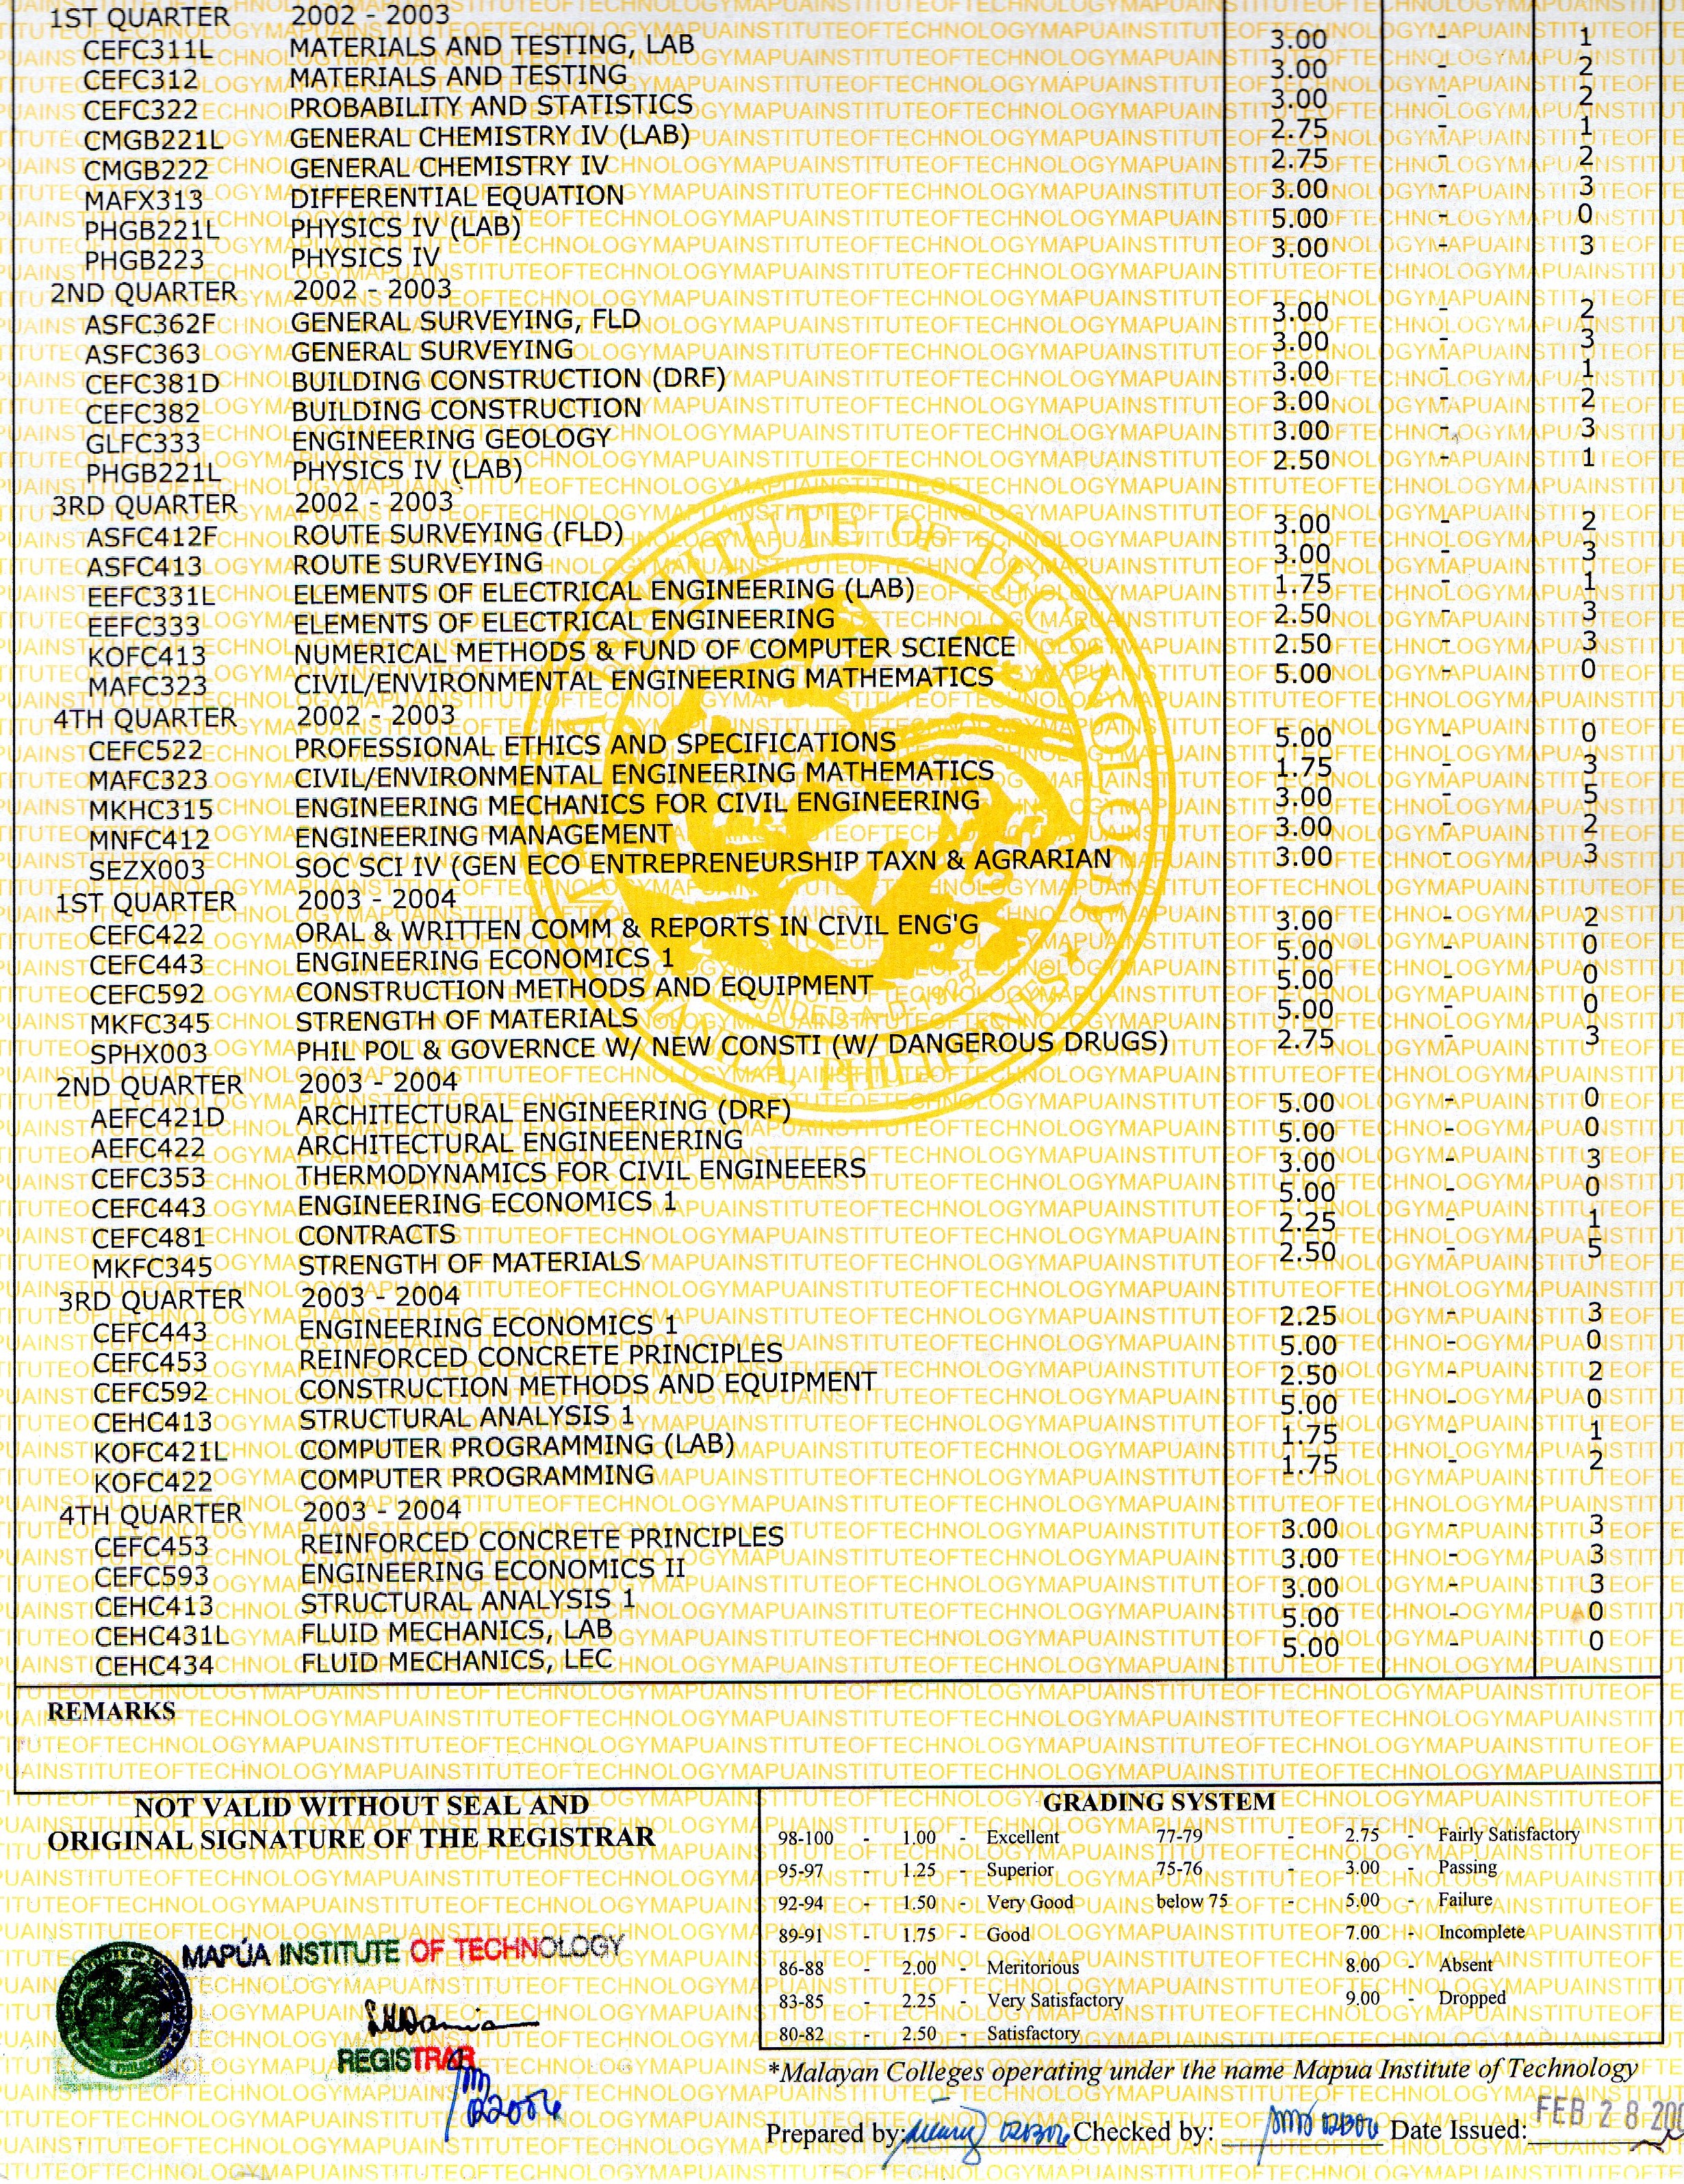 1ST QUARTER 2002 - 2003
CEFC311L MATERIALS AND TESTING, LAB 3.00 - 1
CEFC312 MATERIALS AND TESTING 3.00 - 2
CEFC322 PROBABILITY AND STATISTICS 3.00 - 2
CMGB221L GENERAL CHEMISTRY IV (LAB) 2.75 - 1
CMGB222 GENERAL CHEMISTRY IV 2.75 - 2
MAFX313 DIFFERENTIAL EQUATION 3.00 - 3
PHGB221L PHYSICS IV (LAB) 5.00 - 0
PHGB223 PHYSICS IV 3.00 - 3
2ND QUARTER 2002 - 2003
ASFC362F GENERAL SURVEYING, FLD 3.00 - 2
ASFC363 GENERAL SURVEYING 3.00 - 3
CEFC381D BUILDING CONSTRUCTION (DRF) 3.00 - 1
CEFC382 BUILDING CONSTRUCTION 3.00 - 2
GLFC333 ENGINEERING GEOLOGY 3.00 - 3
PHGB221L PHYSICS IV (LAB) 2.50 - 1
3RD QUARTER 2002 - 2003
ASFC412F ROUTE SURVEYING (FLD) 3.00 - 2
ASFC413 ROUTE SURVEYING 3.00 - 3
EEFC331L ELEMENTS OF ELECTRICAL ENGINEERING (LAB) 1.75 - 1
EEFC333 ELEMENTS OF ELECTRICAL ENGINEERING 2.50 - 3
KOFC413 NUMERICAL METHODS & FUND OF COMPUTER SCIENCE 2.50 - 3
MAFC323 CIVIL/ENVIRONMENTAL ENGINEERING MATHEMATICS 5.00 - 0
4TH QUARTER 2002 - 2003
CEFC522 PROFESSIONAL ETHICS AND SPECIFICATIONS 5.00 - 0
MAFC323 CIVIL/ENVIRONMENTAL ENGINEERING MATHEMATICS 1.75 - 3
MKHC315 ENGINEERING MECHANICS FOR CIVIL ENGINEERING 3.00 - 5
MNFC412 ENGINEERING MANAGEMENT 3.00 - 2
SEZX003 SOC SCI IV (GEN ECO ENTREPRENEURSHIP TAXN & AGRARIAN 3.00 - 3
1ST QUARTER 2003 - 2004
CEFC422 ORAL & WRITTEN COMM & REPORTS IN CIVIL ENG'G 3.00 - 2
CEFC443 ENGINEERING ECONOMICS 1 5.00 - 0
CEFC592 CONSTRUCTION METHODS AND EQUIPMENT 5.00 - 0
MKFC345 STRENGTH OF MATERIALS 5.00 - 0
SPHX003 PHIL POL & GOVERNCE W/ NEW CONSTI (W/ DANGEROUS DRUGS) 2.75 - 3
2ND QUARTER 2003 - 2004
AEFC421D ARCHITECTURAL ENGINEERING (DRF) 5.00 - 0
AEFC422 ARCHITECTURAL ENGINEENERING 5.00 - 0
CEFC353 THERMODYNAMICS FOR CIVIL ENGINEEERS 3.00 - 3
CEFC443 ENGINEERING ECONOMICS 1 5.00 - 0
CEFC481 CONTRACTS 2.25 - 1
MKFC345 STRENGTH OF MATERIALS 2.50 - 5
3RD QUARTER 2003 - 2004
CEFC443 ENGINEERING ECONOMICS 1 2.25 - 3
CEFC453 REINFORCED CONCRETE PRINCIPLES 5.00 - 0
CEFC592 CONSTRUCTION METHODS AND EQUIPMENT 2.50 - 2
CEHC413 STRUCTURAL ANALYSIS 1 5.00 - 0
KOFC421L COMPUTER PROGRAMMING (LAB) 1.75 - 1
KOFC422 COMPUTER PROGRAMMING 1.75 - 2
4TH QUARTER 2003 - 2004
CEFC453 REINFORCED CONCRETE PRINCIPLES 3.00 - 3
CEFC593 ENGINEERING ECONOMICS II 3.00 - 3
CEHC413 STRUCTURAL ANALYSIS 1 3.00 - 3
CEHC431L FLUID MECHANICS, LAB 5.00 - 0
CEHC434 FLUID MECHANICS, LEC 5.00 - 0
REMARKS
NOT VALID WITHOUT SEAL AND
ORIGINAL SIGNATURE OF THE REGISTRAR
MAPÚA INSTITUTE OF TECHNOLOGY
REGISTRAR
GRADING SYSTEM
98-100 - 1.00 - Excellent 77-79 - 2.75 - Fairly Satisfactory
95-97 - 1.25 - Superior 75-76 - 3.00 - Passing
92-94 - 1.50 - Very Good below 75 - 5.00 - Failure
89-91 - 1.75 - Good 7.00 - Incomplete
86-88 - 2.00 - Meritorious 8.00 - Absent
83-85 - 2.25 - Very Satisfactory 9.00 - Dropped
80-82 - 2.50 - Satisfactory
*Malayan Colleges operating under the name Mapua Institute of Technology
Prepared by: Checked by: Date Issued: FEB 28